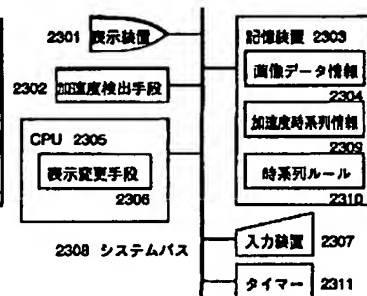 2301 表示装置
2302 加速度検出手段
CPU 2305
表示変更手段
2306
2308 システムバス
記憶装置 2303
画像データ情報
2304
加速度時系列情報
2309
時系列ルール
2310
入力装置 2307
タイマー 2311